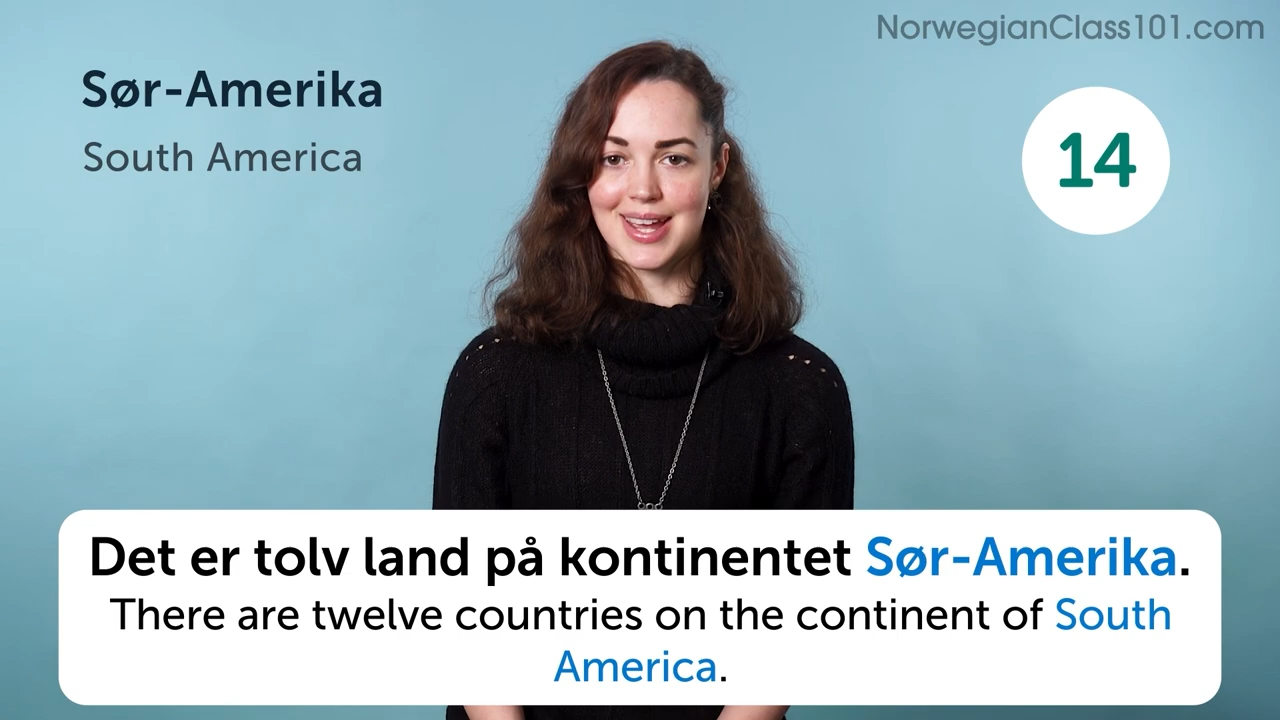 NorwegianClass101.com
Sør-Amerika
South America
14
Det er tolv land på kontinentet Sør-Amerika.
There are twelve countries on the continent of South
America.